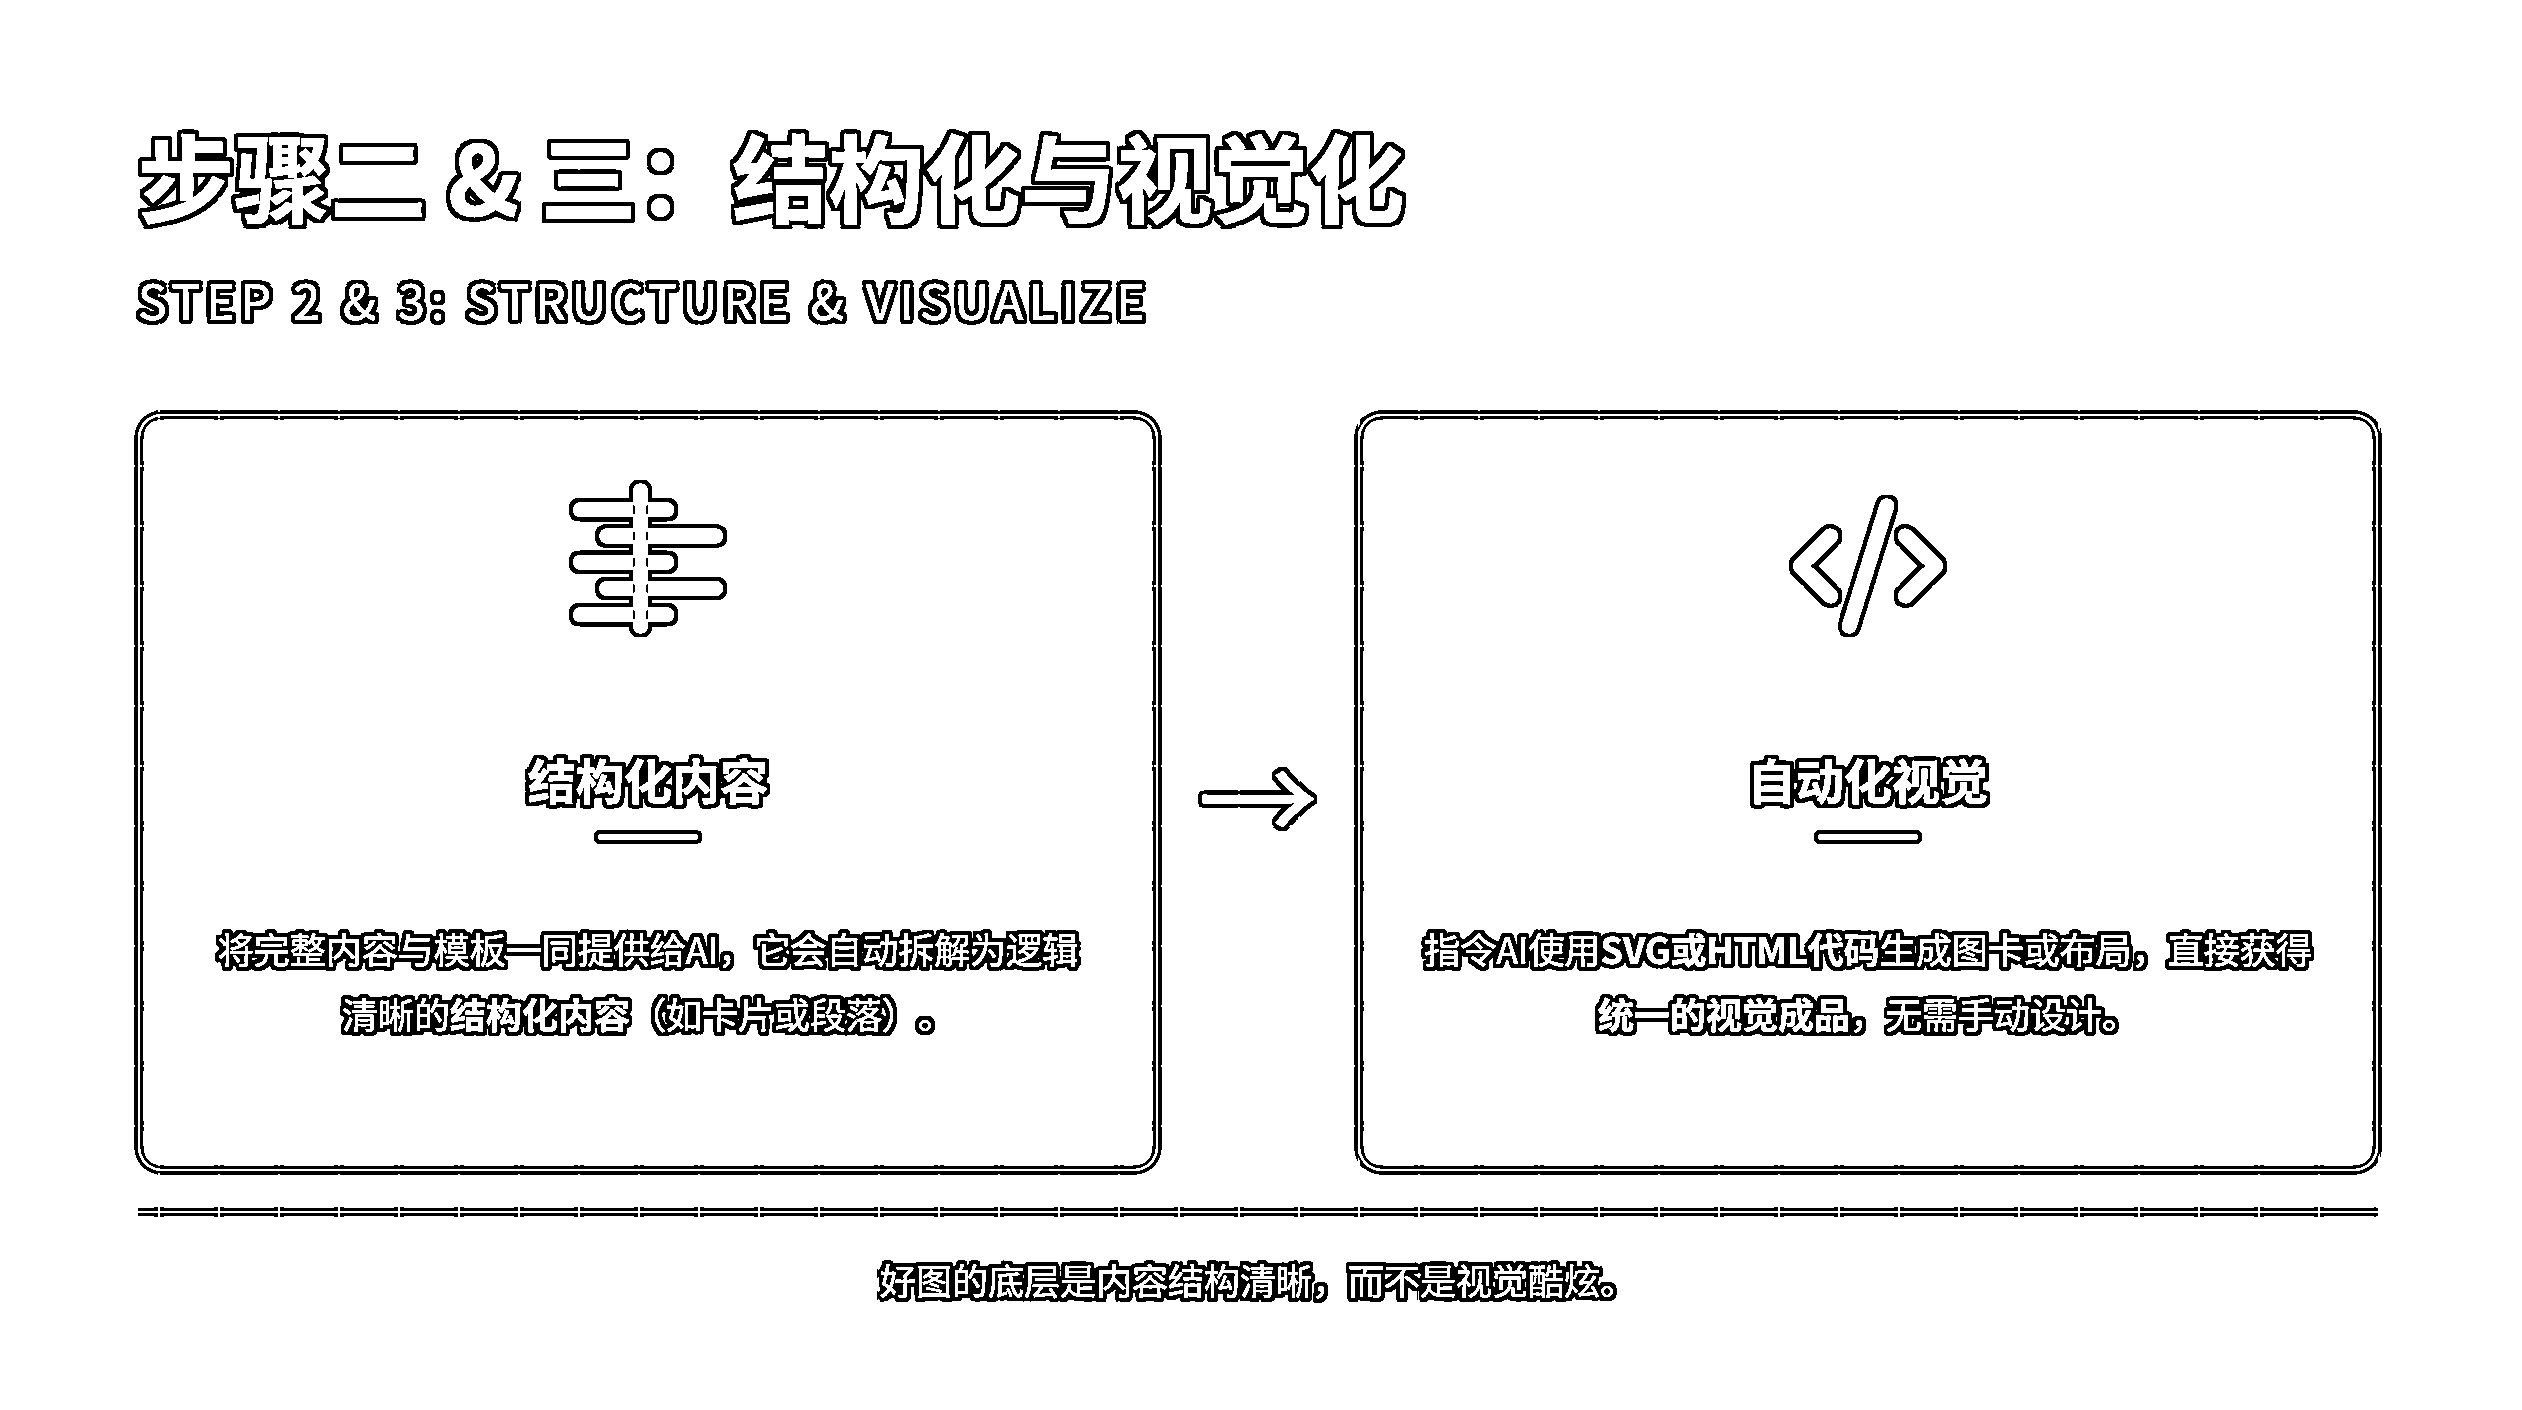 步骤二 & 三：结构化与视觉化
STEP 2 & 3: STRUCTURE & VISUALIZE
结构化内容
将完整内容与模板一同提供给AI，它会自动拆解为逻辑
清晰的结构化内容（如卡片或段落）。
自动化视觉
指令AI使用SVG或HTML代码生成图卡或布局，直接获得
统一的视觉成品，无需手动设计。
好图的底层是内容结构清晰，而不是视觉酷炫。